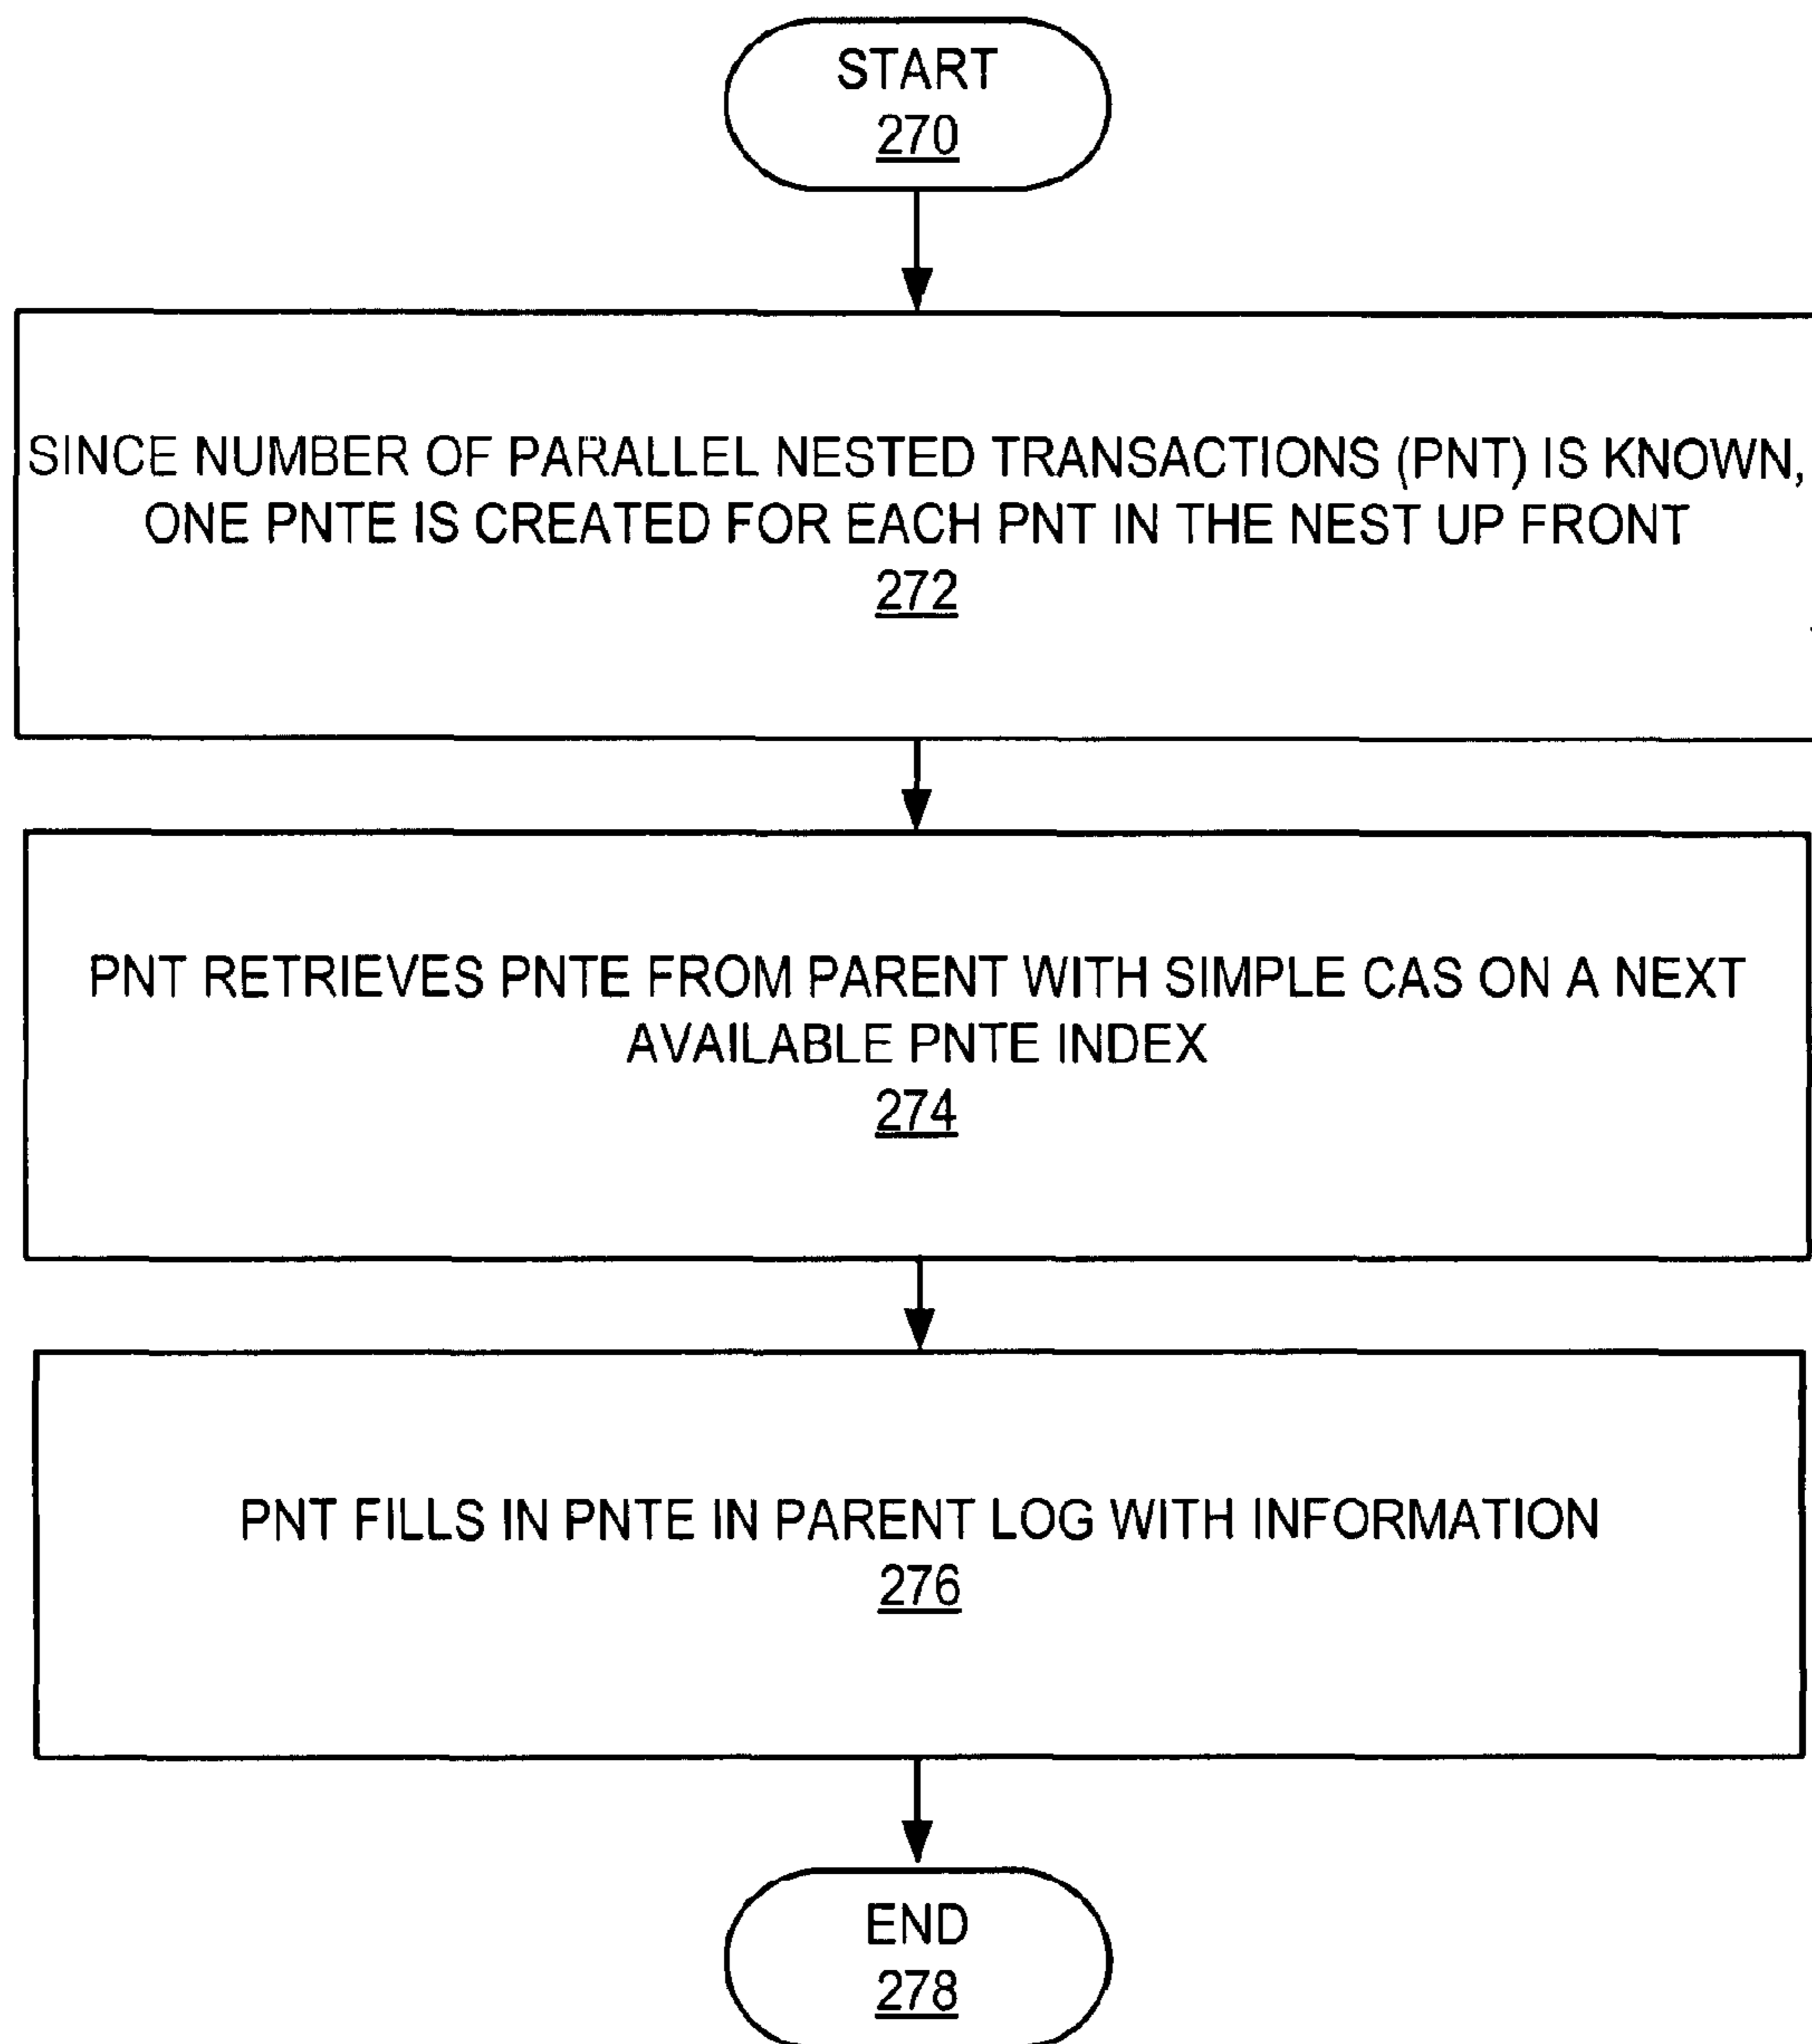 START
270
SINCE NUMBER OF PARALLEL NESTED TRANSACTIONS (PNT) IS KNOWN,
ONE PNTE IS CREATED FOR EACH PNT IN THE NEST UP FRONT
272
PNT RETRIEVES PNTE FROM PARENT WITH SIMPLE CAS ON A NEXT
AVAILABLE PNTE INDEX
274
PNT FILLS IN PNTE IN PARENT LOG WITH INFORMATION
276
END
278